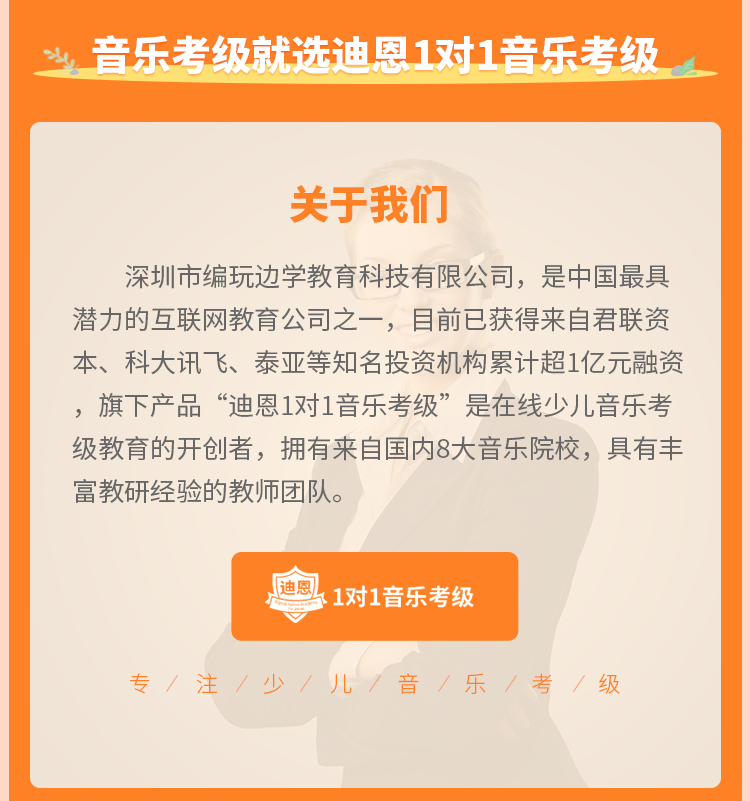 音乐考级就选迪恩1对1音乐考级
关于我们
深圳市编玩边学教育科技有限公司，是中国最具
潜力的互联网教育公司之一，目前已获得来自君联资
本、科大讯飞、泰亚等知名投资机构累计超1亿元融资
，旗下产品“迪恩1对1音乐考级”是在线少儿音乐考
级教育的开创者，拥有来自国内8大音乐院校，具有丰
富教研经验的教师团队。
迪恩
1对1音乐考级
专 / 注 / 少 / 儿 / 音 / 乐 / 考 / 级